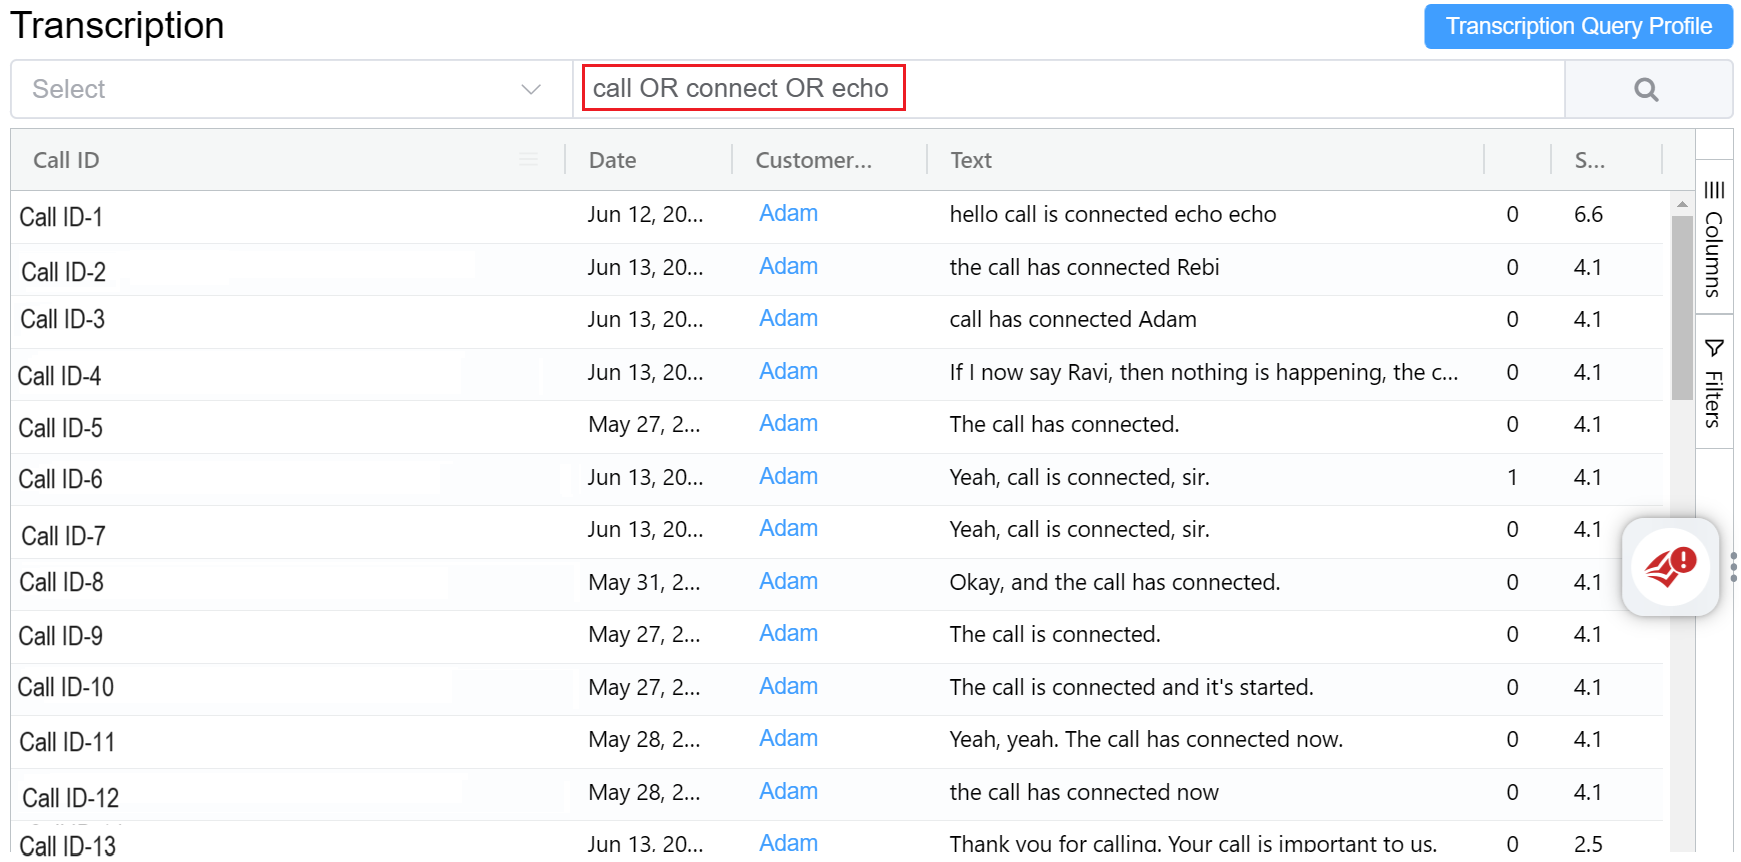 Transcription
Transcription Query Profile
Select
call OR connect OR echo
Call ID Date Customer... Text S...
Call ID-1 Jun 12, 20... Adam hello call is connected echo echo 0 6.6
Call ID-2 Jun 13, 20... Adam the call has connected Rebi 0 4.1
Call ID-3 Jun 13, 20... Adam call has connected Adam 0 4.1
Call ID-4 Jun 13, 20... Adam If I now say Ravi, then nothing is happening, the c... 0 4.1
Call ID-5 May 27, 2... Adam The call has connected. 0 4.1
Call ID-6 Jun 13, 20... Adam Yeah, call is connected, sir. 1 4.1
Call ID-7 Jun 13, 20... Adam Yeah, call is connected, sir. 0 4.1
Call ID-8 May 31, 2... Adam Okay, and the call has connected. 0 4.1
Call ID-9 May 27, 2... Adam The call is connected. 0 4.1
Call ID-10 May 27, 2... Adam The call is connected and it's started. 0 4.1
Call ID-11 May 28, 2... Adam Yeah, yeah. The call has connected now. 0 4.1
Call ID-12 May 28, 2... Adam the call has connected now 0 4.1
Call ID-13 Jun 13, 20... Adam Thank you for calling. Your call is important to us. 0 2.5
Columns
Filters